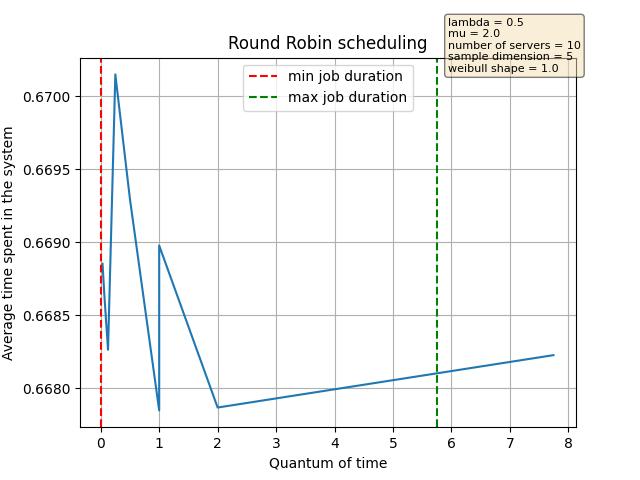 Round Robin scheduling
lambda = 0.5
mu = 2.0
number of servers = 10
sample dimension = 5
weibull shape = 1.0
min job duration
max job duration
Average time spent in the system
0.6700
0.6695
0.6690
0.6685
0.6680
0 1 2 3 4 5 6 7 8
Quantum of time